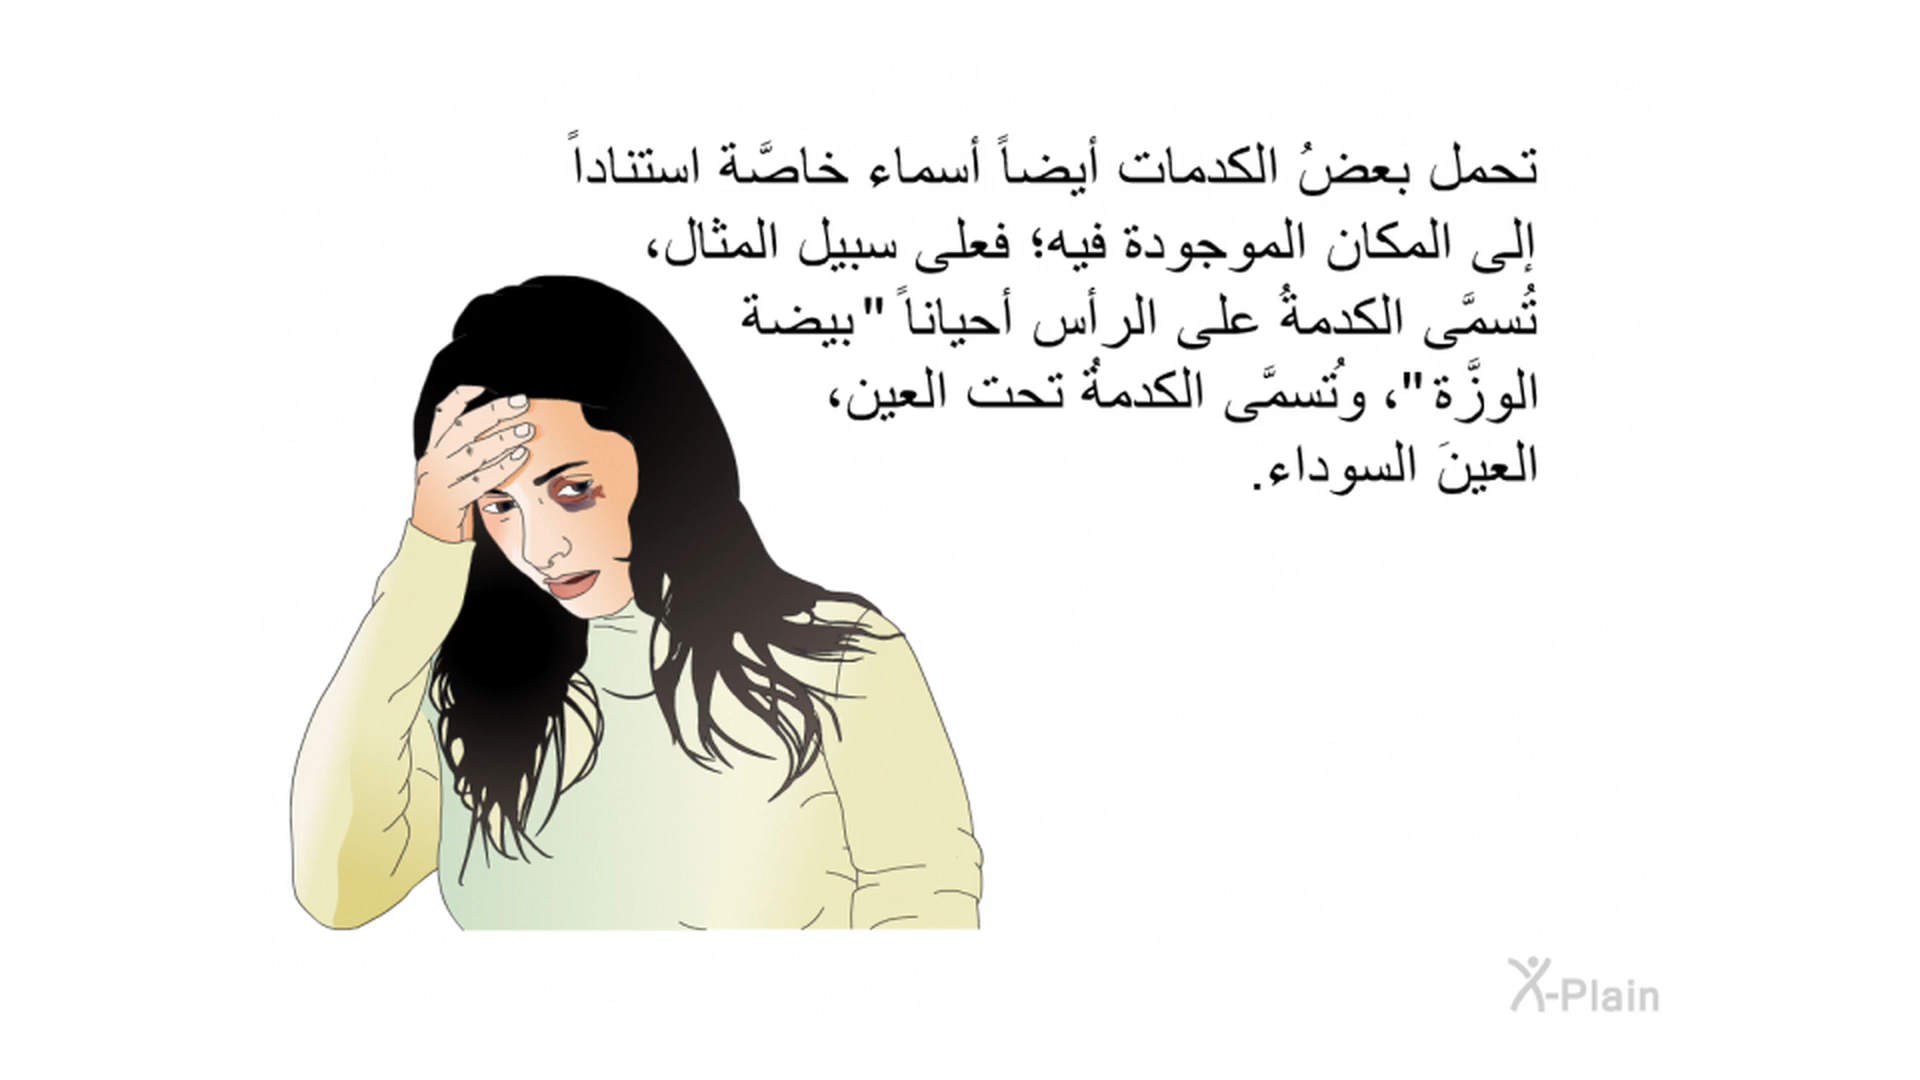 تحمل بعضُ الكدمات أيضاً أسماء خاصَّة استناداً
إلى المكان الموجودة فيه؛ فعلى سبيل المثال،
تُسمَّى الكدمةُ على الرأس أحياناً "بيضة
الوزَّة"، وتُسمَّى الكدمةُ تحت العين،
العينَ السوداء.
X-Plain